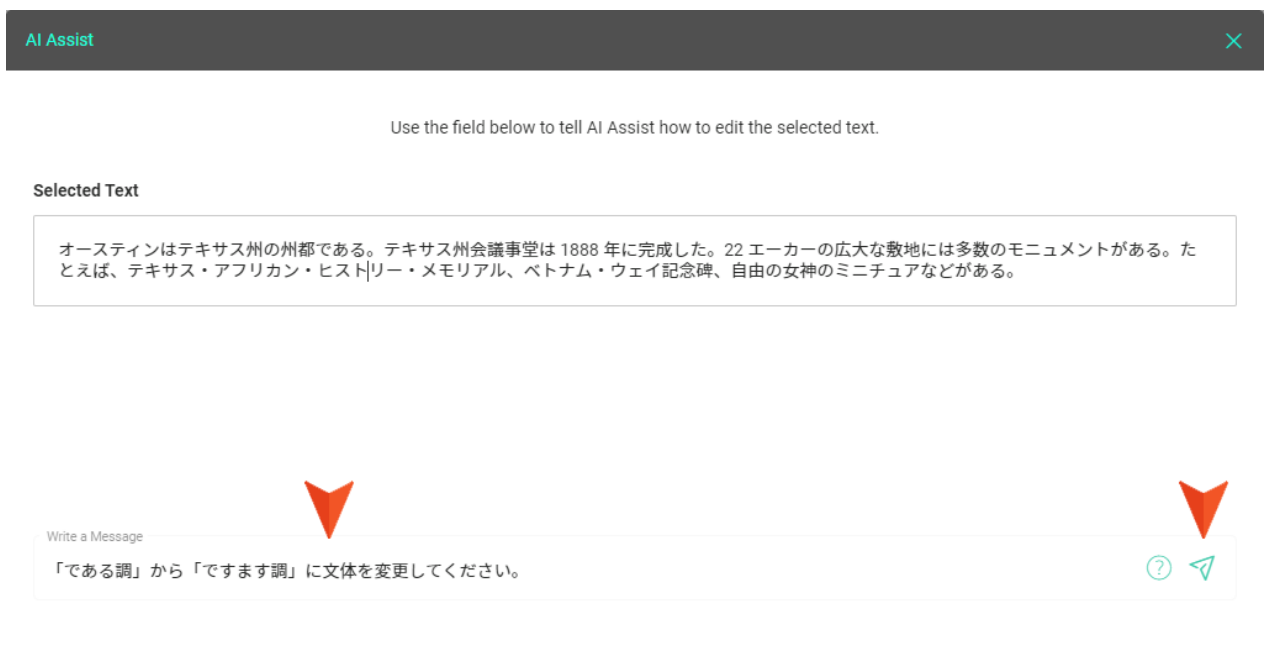 AI Assist
Use the field below to tell AI Assist how to edit the selected text.
Selected Text
オースティンはテキサス州の州都である。テキサス州会議事堂は 1888 年に完成した。22 エーカーの広大な敷地には多数のモニュメントがある。た
とえば、テキサス・アフリカン・ヒストリー・メモリアル、ベトナム・ウェイ記念碑、自由の女神のミニチュアなどがある。
Write a Message
「である調」から「ですます調」に文体を変更してください。